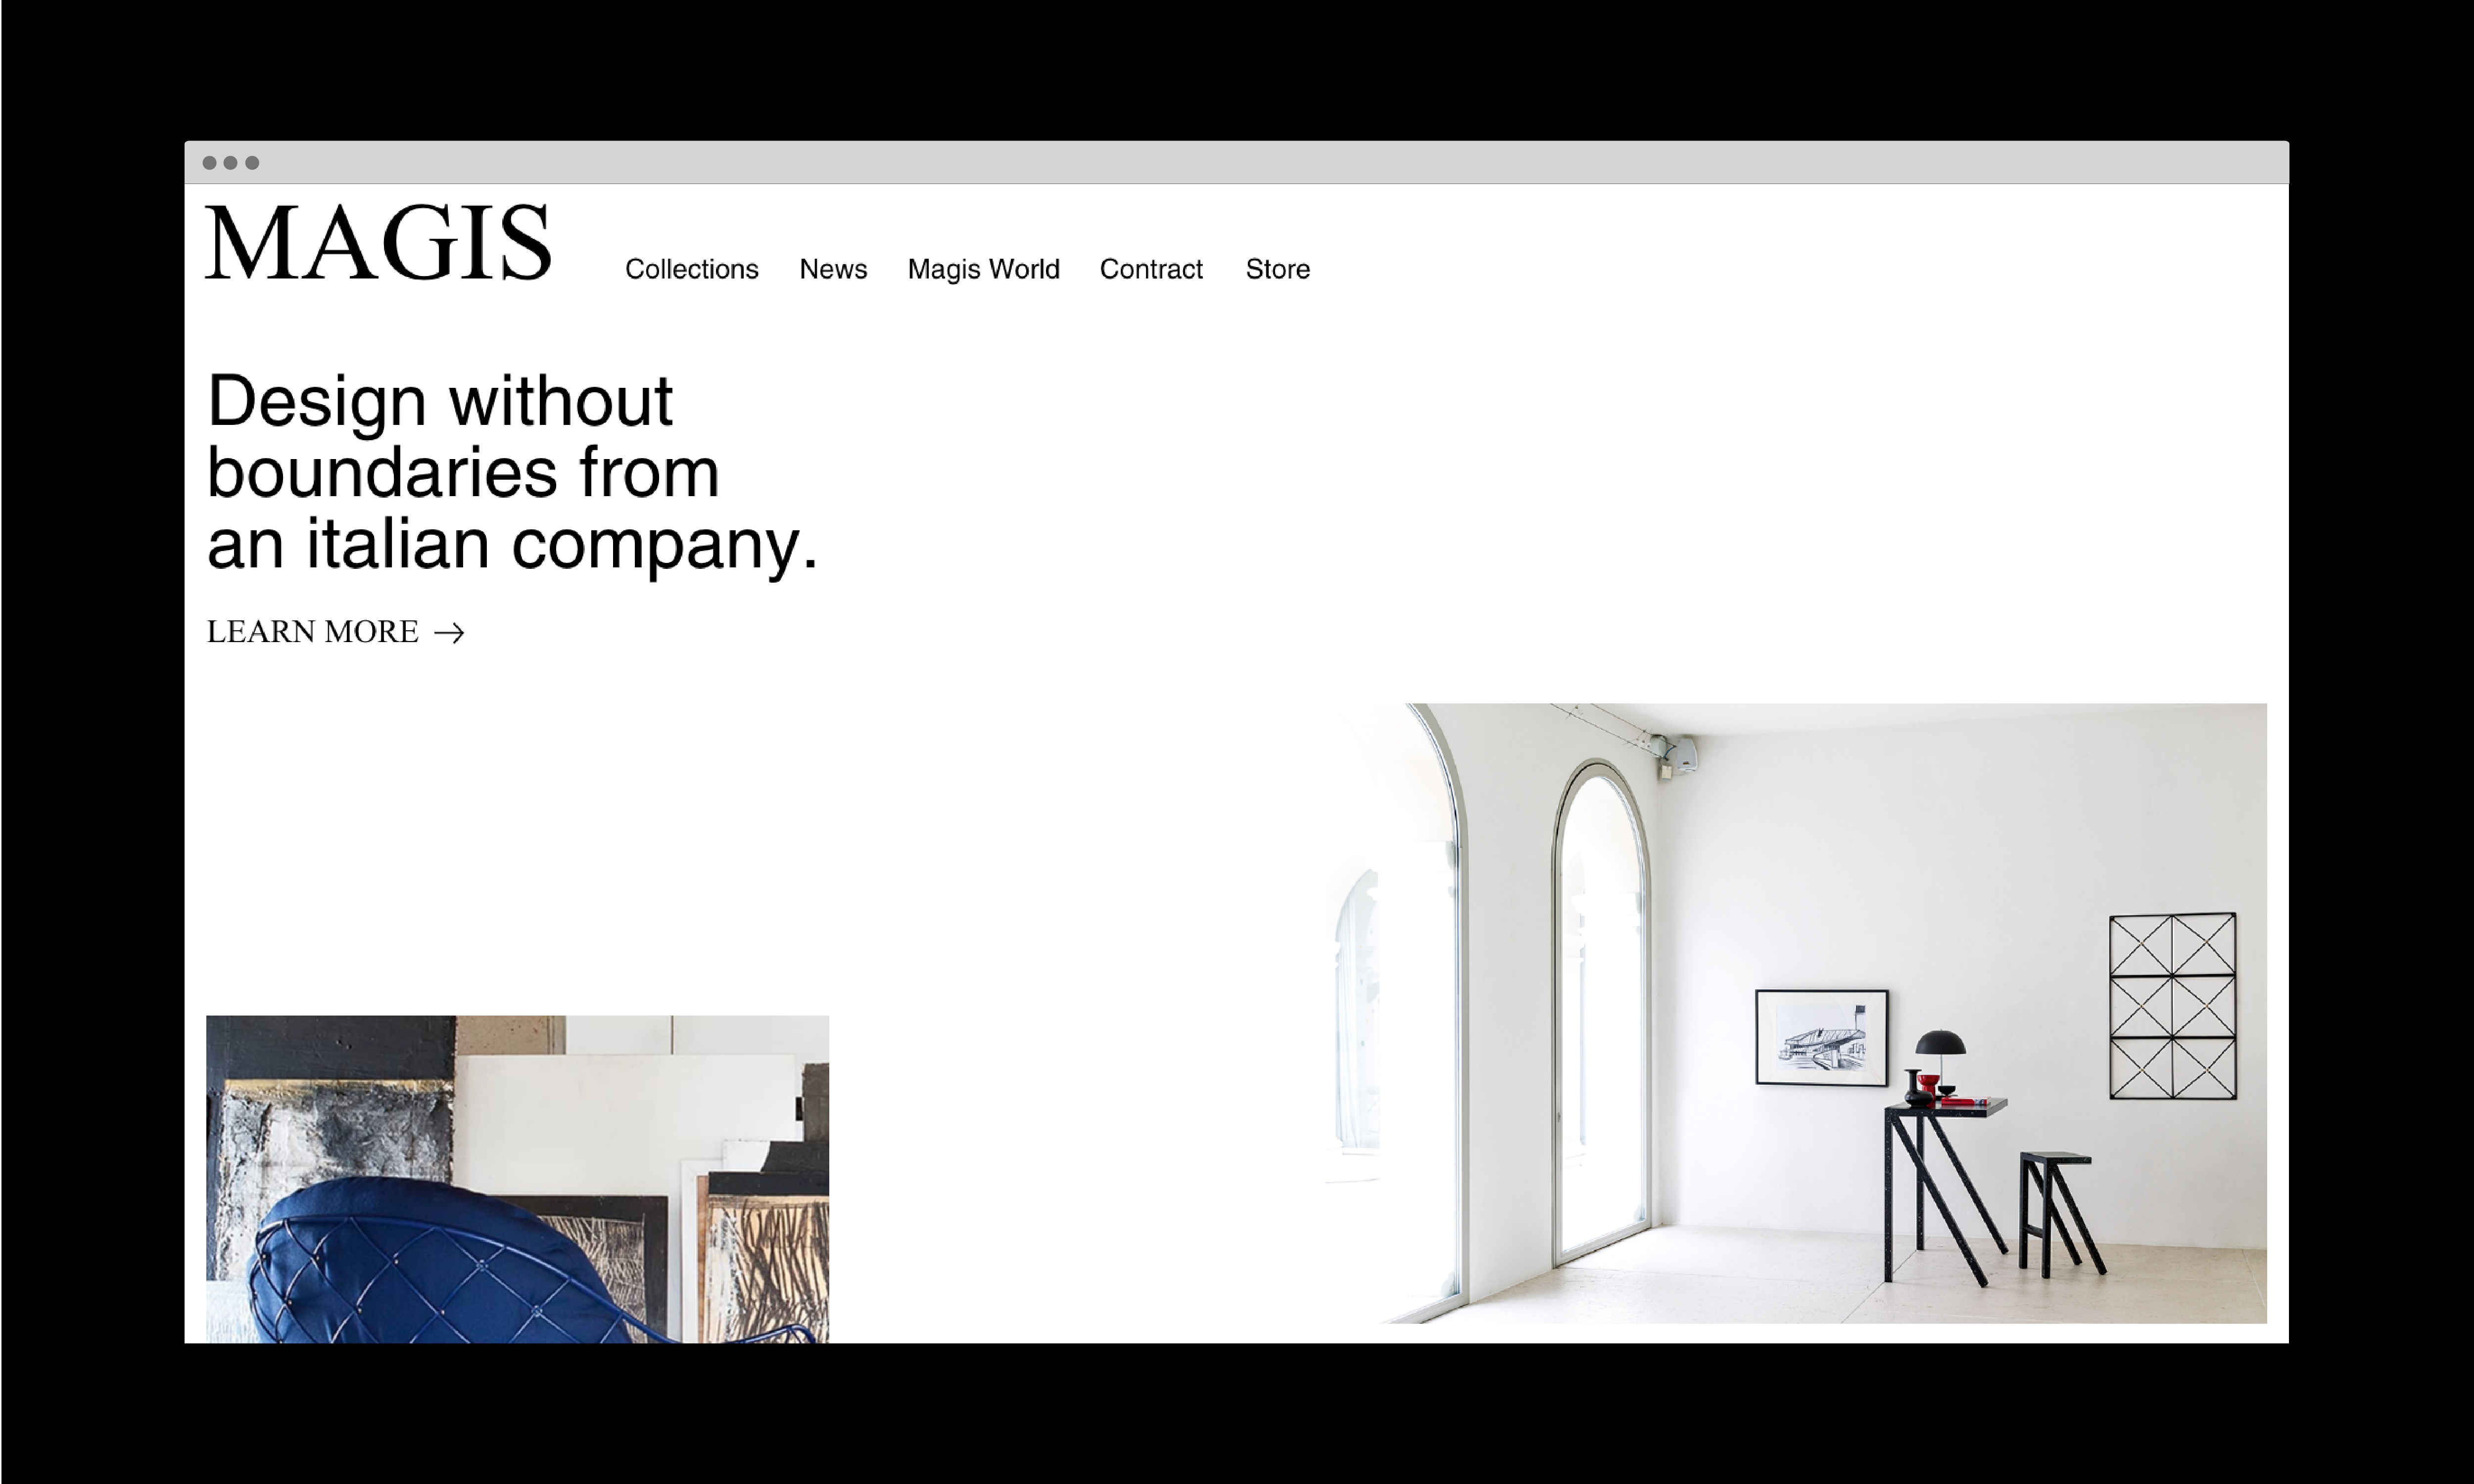 MAGIS
Collections News Magis World Contract Store
Design without
boundaries from
an italian company.
LEARN MORE →